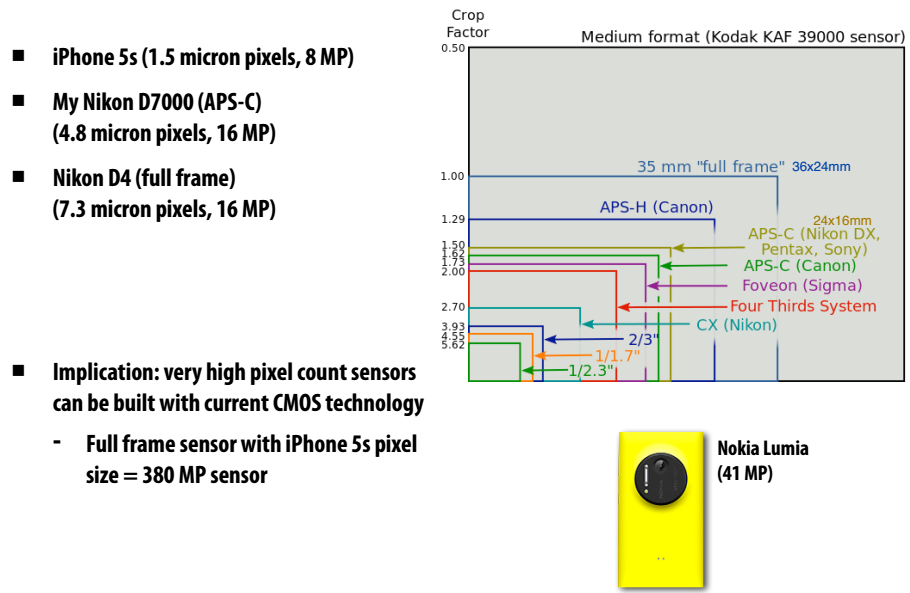 ■ iPhone 5s (1.5 micron pixels, 8 MP)
■ My Nikon D7000 (APS-C)
(4.8 micron pixels, 16 MP)
■ Nikon D4 (full frame)
(7.3 micron pixels, 16 MP)
■ Implication: very high pixel count sensors
can be built with current CMOS technology
- Full frame sensor with iPhone 5s pixel
size = 380 MP sensor
Crop
Factor
0.50
Medium format (Kodak KAF 39000 sensor)
1.00
35 mm "full frame" 36x24mm
1.29
APS-H (Canon)
24x16mm
1.50
APS-C (Nikon DX,
Pentax, Sony)
1.62
APS-C (Canon)
1.73
Foveon (Sigma)
2.00
Four Thirds System
2.70
CX (Nikon)
3.93
2/3"
4.55
1/1.7"
5.62
1/2.3"
Nokia Lumia
(41 MP)